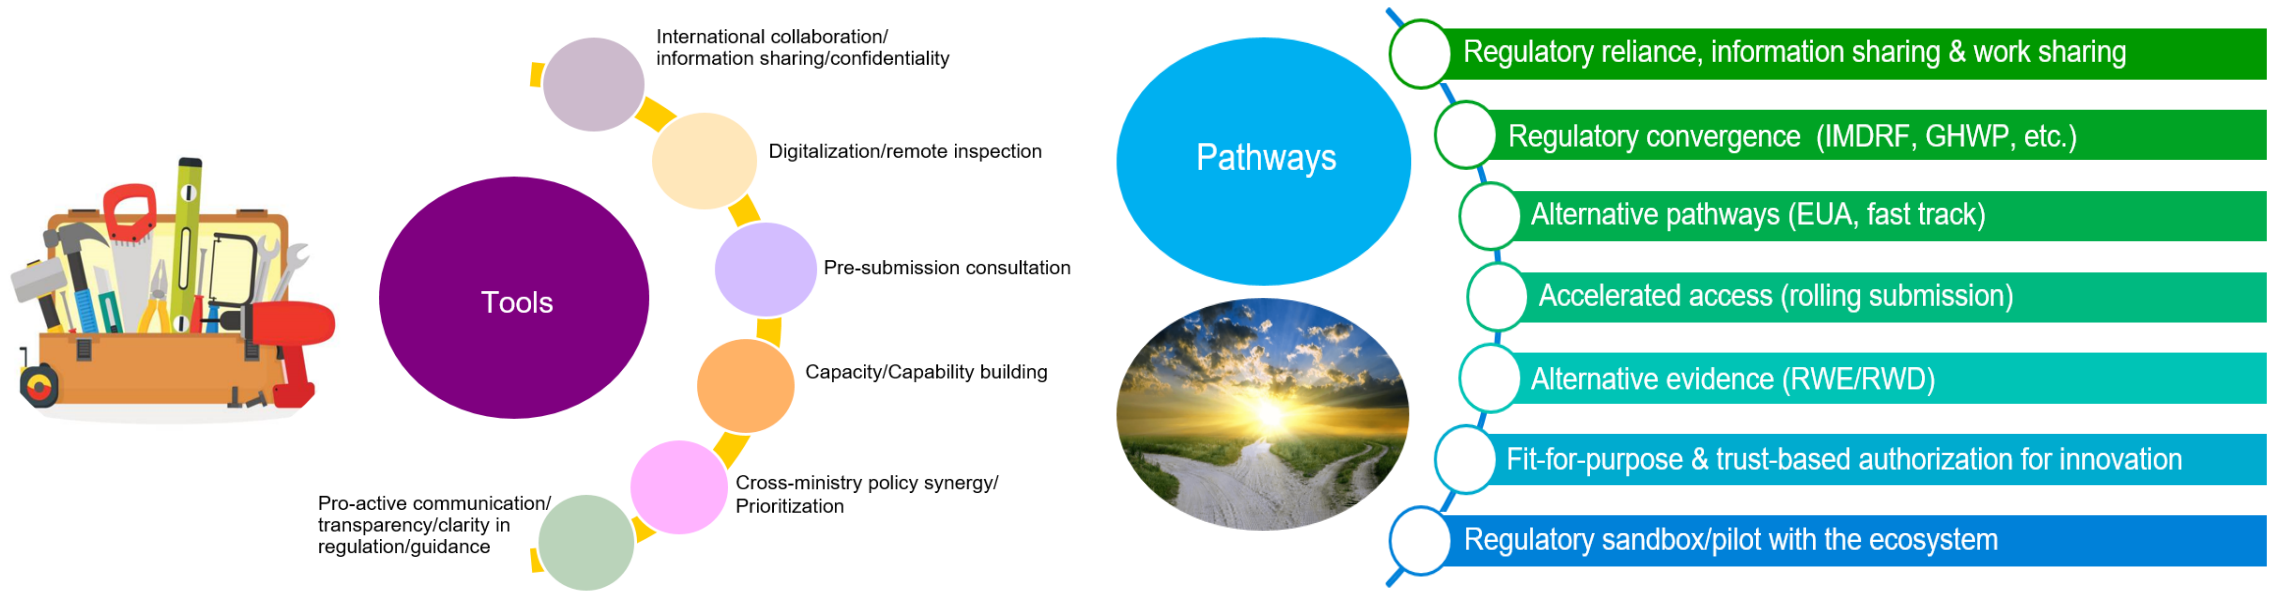 International collaboration/
information sharing/confidentiality
Digitalization/remote inspection
Pre-submission consultation
Tools
Capacity/Capability building
Cross-ministry policy synergy/
Prioritization
Pro-active communication/
transparency/clarity in
regulation/guidance
Pathways
Regulatory reliance, information sharing & work sharing
Regulatory convergence  (IMDRF, GHWP, etc.)
Alternative pathways (EUA, fast track)
Accelerated access (rolling submission)
Alternative evidence (RWE/RWD)
Fit-for-purpose & trust-based authorization for innovation
Regulatory sandbox/pilot with the ecosystem